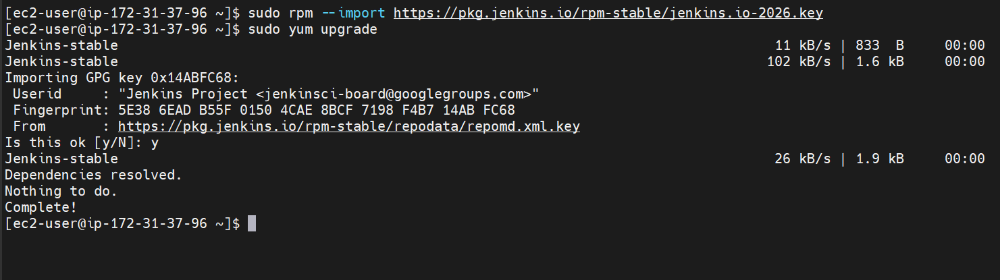 [ec2-user@ip-172-31-37-96 ~]$ sudo rpm --import https://pkg.jenkins.io/rpm-stable/jenkins.io-2026.key
[ec2-user@ip-172-31-37-96 ~]$ sudo yum upgrade
Jenkins-stable 11 kB/s | 833 B 00:00
Jenkins-stable 102 kB/s | 1.6 kB 00:00
Importing GPG key 0x14ABFC68:
 Userid     : "Jenkins Project <jenkinsci-board@googlegroups.com>"
 Fingerprint: 5E38 6EAD B55F 0150 4CAE 8BCF 7198 F4B7 14AB FC68
 From       : https://pkg.jenkins.io/rpm-stable/repodata/repomd.xml.key
Is this ok [y/N]: y
Jenkins-stable 26 kB/s | 1.9 kB 00:00
Dependencies resolved.
Nothing to do.
Complete!
[ec2-user@ip-172-31-37-96 ~]$